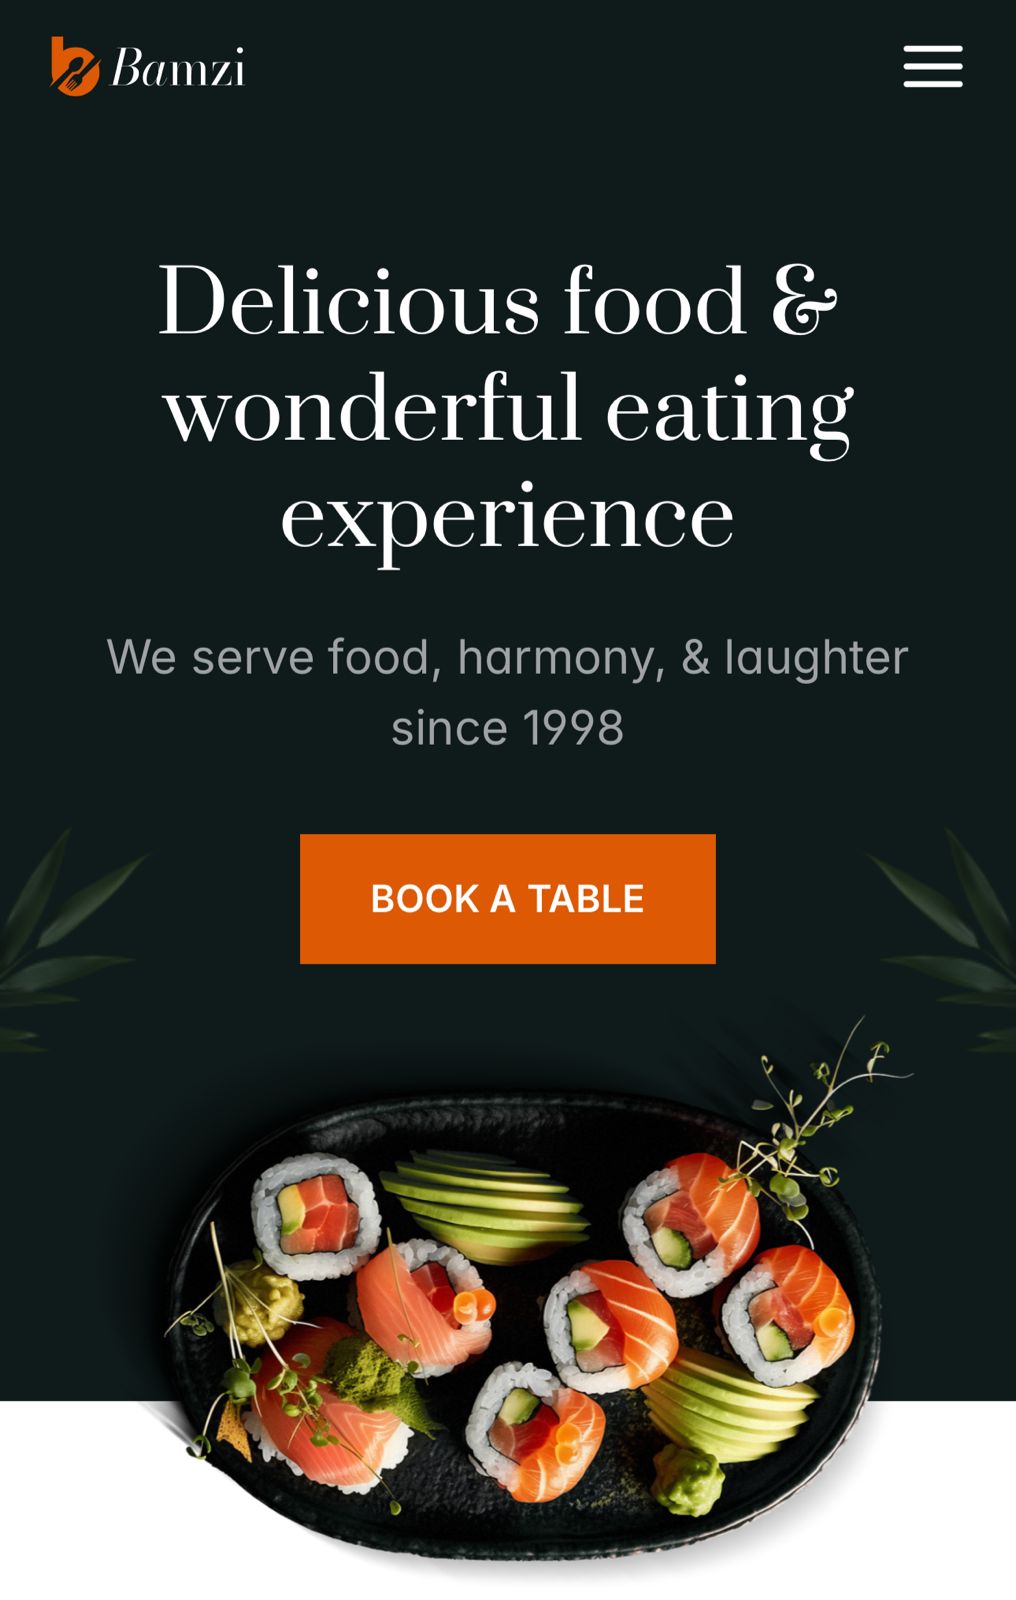 Bamzi
Delicious food &
wonderful eating
experience
We serve food, harmony, & laughter
since 1998
BOOK A TABLE